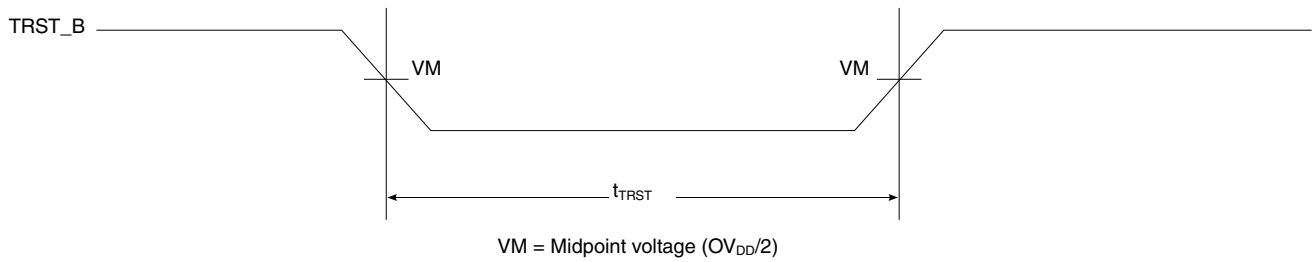 TRST_B
VM VM
tTRST
VM = Midpoint voltage (OVDD/2)